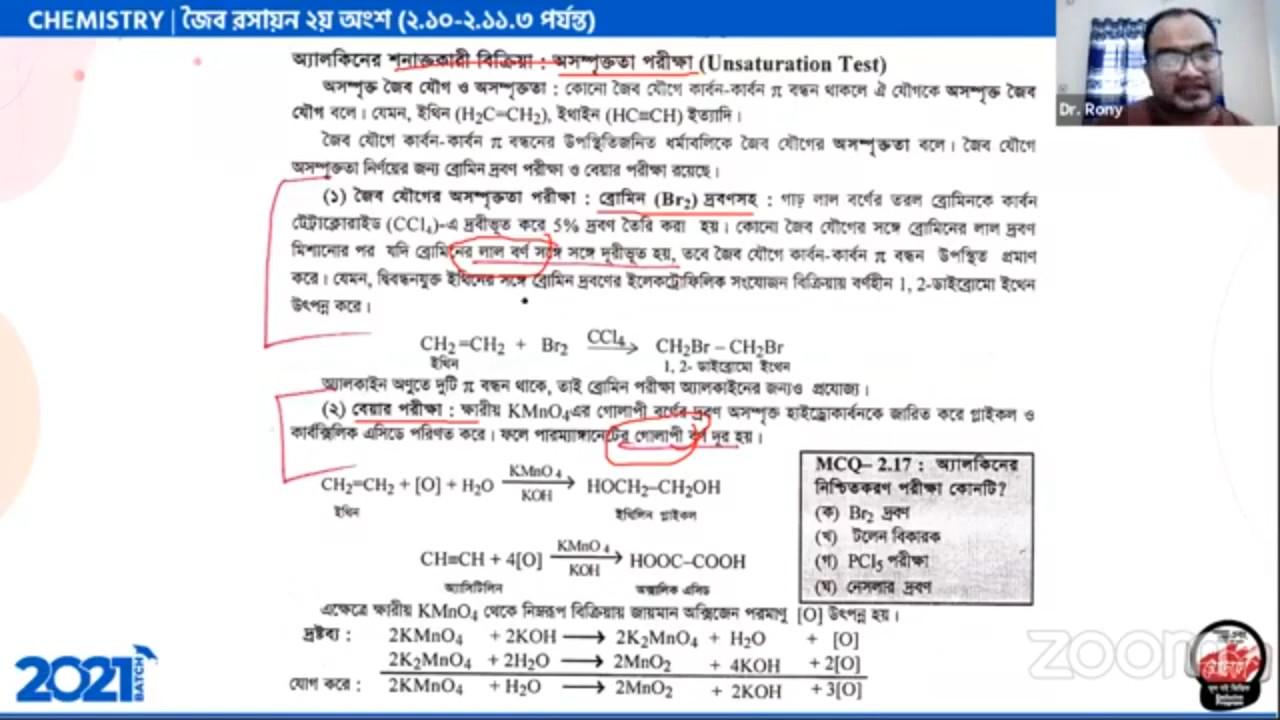 CHEMISTRY | জৈব রসায়ন ২য় অংশ (২.১০-২.১১.৩ পর্যন্ত)
Dr. Rony
অ্যালকিনের শনাক্তকারী বিক্রিয়া : অসম্পৃক্ততা পরীক্ষা (Unsaturation Test)
অসম্পৃক্ত জৈব যৌগ ও অসম্পৃক্ততা : কোনো জৈব যৌগে কার্বন-কার্বন π বন্ধন থাকলে ঐ যৌগকে অসম্পৃক্ত জৈব
যৌগ বলে। যেমন, ইথিন (H₂C=CH₂), ইথাইন (HC≡CH) ইত্যাদি।
জৈব যৌগে কার্বন-কার্বন π বন্ধনের উপস্থিতিজনিত ধর্মাবলিকে জৈব যৌগের অসম্পৃক্ততা বলে। জৈব যৌগে
অসম্পৃক্ততা নির্ণয়ের জন্য ব্রোমিন দ্রবণ পরীক্ষা ও বেয়ার পরীক্ষা রয়েছে।
(১) জৈব যৌগের অসম্পৃক্ততা পরীক্ষা : ব্রোমিন (Br₂) দ্রবণসহ : গাঢ় লাল বর্ণের তরল ব্রোমিনকে কার্বন
টেট্রাক্লোরাইড (CCl₄)-এ দ্রবীভূত করে 5% দ্রবণ তৈরি করা হয়। কোনো জৈব যৌগের সঙ্গে ব্রোমিনের লাল দ্রবণ
মিশানোর পর যদি ব্রোমিনের লাল বর্ণ সঙ্গে সঙ্গে দূরীভূত হয়, তবে জৈব যৌগে কার্বন-কার্বন π বন্ধন উপস্থিত প্রমাণ
করে। যেমন, দ্বিবন্ধনযুক্ত ইথিনের সঙ্গে ব্রোমিন দ্রবণের ইলেকট্রোফিলিক সংযোজন বিক্রিয়ায় বর্ণহীন 1, 2-ডাইব্রোমো ইথেন
উৎপন্ন করে।
CH₂=CH₂ + Br₂ —CCl₄→ CH₂Br – CH₂Br
ইথিন 1, 2- ডাইব্রোমো ইথেন
অ্যালকাইন অণুতে দুটি π বন্ধন থাকে, তাই ব্রোমিন পরীক্ষা অ্যালকাইনের জন্যও প্রযোজ্য।
(২) বেয়ার পরীক্ষা : ক্ষারীয় KMnO₄এর গোলাপী বর্ণের দ্রবণ অসম্পৃক্ত হাইড্রোকার্বনকে জারিত করে গ্লাইকল ও
কার্বক্সিলিক এসিডে পরিণত করে। ফলে পারম্যাঙ্গানেটের গোলাপী বর্ণ দূর হয়।
CH₂=CH₂ + [O] + H₂O —KMnO₄/KOH→ HOCH₂–CH₂OH
ইথিন ইথিলিন গ্লাইকল
CH≡CH + 4[O] —KMnO₄/KOH→ HOOC–COOH
অ্যাসিটিলিন অক্সালিক এসিড
এক্ষেত্রে ক্ষারীয় KMnO₄ থেকে নিম্নরূপ বিক্রিয়ায় জায়মান অক্সিজেন পরমাণু [O] উৎপন্ন হয়।
দ্রষ্টব্য : 2KMnO₄ + 2KOH ⟶ 2K₂MnO₄ + H₂O + [O]
2K₂MnO₄ + 2H₂O ⟶ 2MnO₂ + 4KOH + 2[O]
যোগ করে : 2KMnO₄ + H₂O ⟶ 2MnO₂ + 2KOH + 3[O]
MCQ– 2.17 : অ্যালকিনের
নিশ্চিতকরণ পরীক্ষা কোনটি?
(ক) Br₂ দ্রবণ
(খ) টলেন বিকারক
(গ) PCl₅ পরীক্ষা
(ঘ) নেসলার দ্রবণ
2021 BATCH
zoom